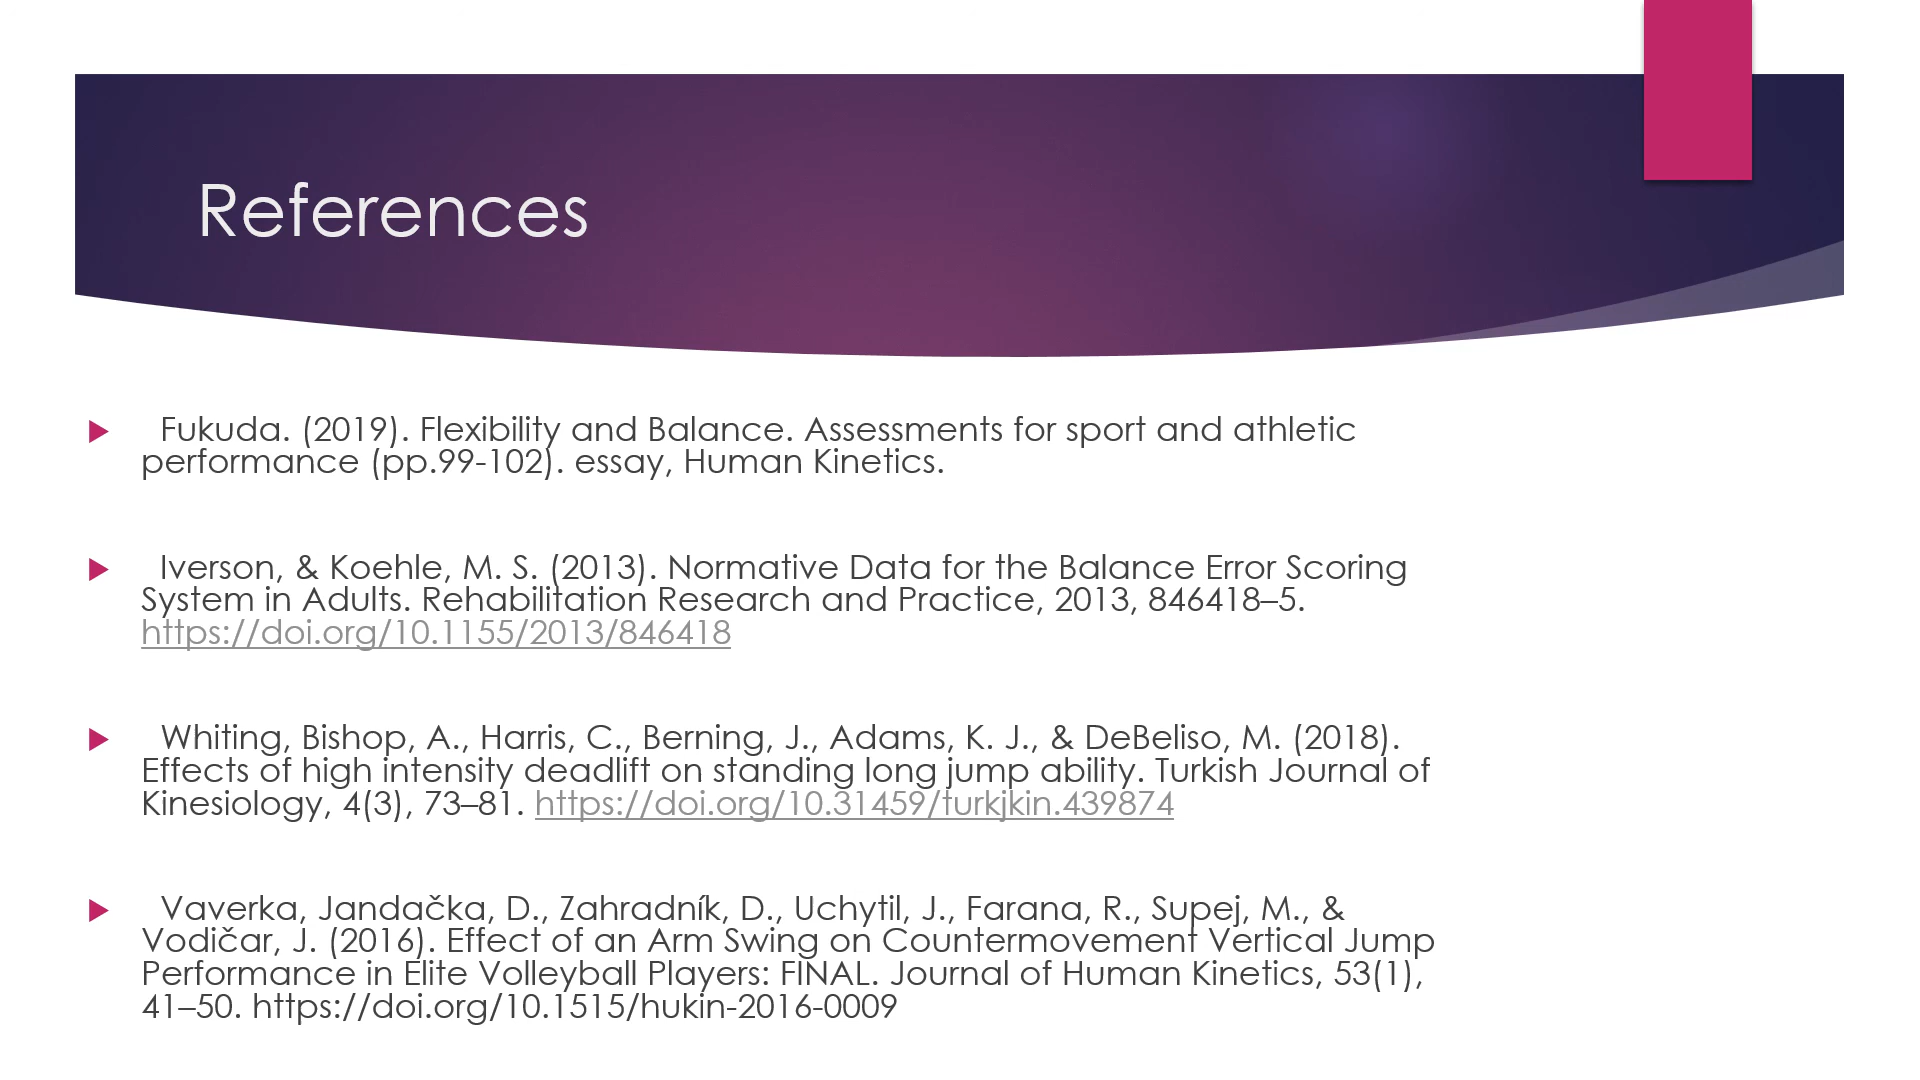 References
Fukuda. (2019). Flexibility and Balance. Assessments for sport and athletic
performance (pp.99-102). essay, Human Kinetics.
Iverson, & Koehle, M. S. (2013). Normative Data for the Balance Error Scoring
System in Adults. Rehabilitation Research and Practice, 2013, 846418–5.
https://doi.org/10.1155/2013/846418
Whiting, Bishop, A., Harris, C., Berning, J., Adams, K. J., & DeBeliso, M. (2018).
Effects of high intensity deadlift on standing long jump ability. Turkish Journal of
Kinesiology, 4(3), 73–81. https://doi.org/10.31459/turkjkin.439874
Vaverka, Jandačka, D., Zahradník, D., Uchytil, J., Farana, R., Supej, M., &
Vodičar, J. (2016). Effect of an Arm Swing on Countermovement Vertical Jump
Performance in Elite Volleyball Players: FINAL. Journal of Human Kinetics, 53(1),
41–50. https://doi.org/10.1515/hukin-2016-0009